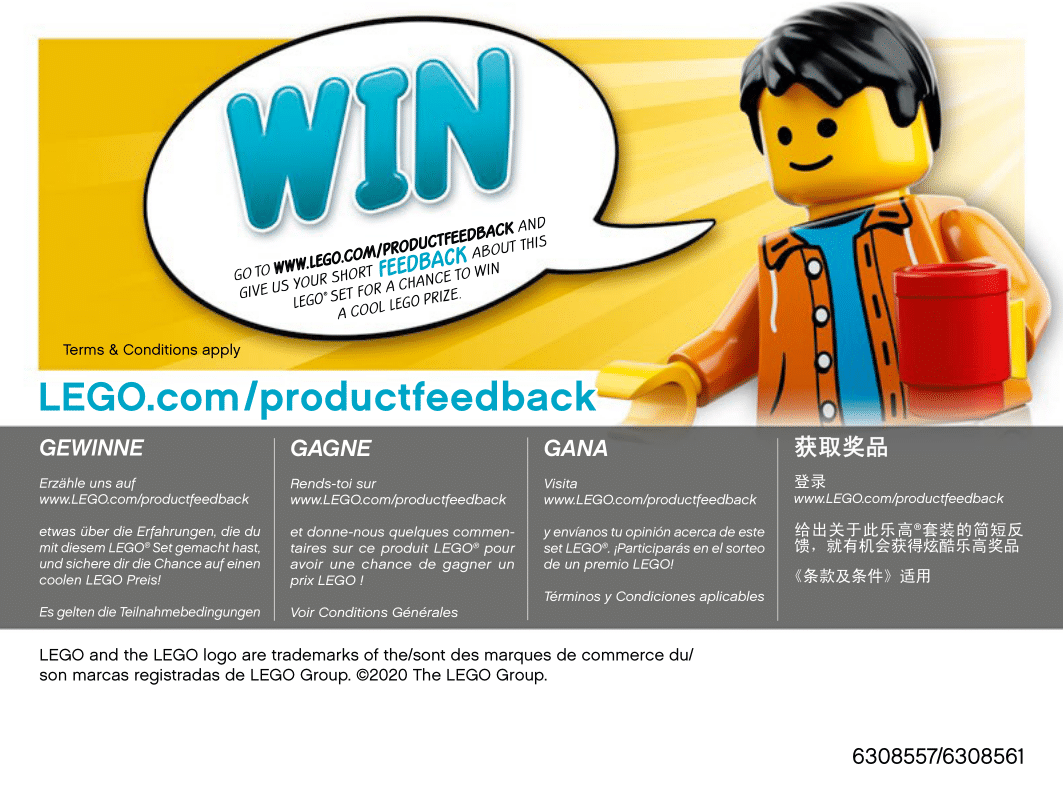 WIN
GO TO WWW.LEGO.COM/PRODUCTFEEDBACK AND
GIVE US YOUR SHORT FEEDBACK ABOUT THIS
LEGO® SET FOR A CHANCE TO WIN
A COOL LEGO PRIZE.
Terms & Conditions apply
LEGO.com/productfeedback
GEWINNE
Erzähle uns auf
www.LEGO.com/productfeedback
etwas über die Erfahrungen, die du
mit diesem LEGO® Set gemacht hast,
und sichere dir die Chance auf einen
coolen LEGO Preis!
Es gelten die Teilnahmebedingungen
GAGNE
Rends-toi sur
www.LEGO.com/productfeedback
et donne-nous quelques commen-
taires sur ce produit LEGO® pour
avoir une chance de gagner un
prix LEGO !
Voir Conditions Générales
GANA
Visita
www.LEGO.com/productfeedback
y envíanos tu opinión acerca de este
set LEGO®. ¡Participarás en el sorteo
de un premio LEGO!
Términos y Condiciones aplicables
获取奖品
登录
www.LEGO.com/productfeedback
给出关于此乐高®套装的简短反
馈，就有机会获得炫酷乐高奖品
《条款及条件》适用
LEGO and the LEGO logo are trademarks of the/sont des marques de commerce du/
son marcas registradas de LEGO Group. ©2020 The LEGO Group.
6308557/6308561